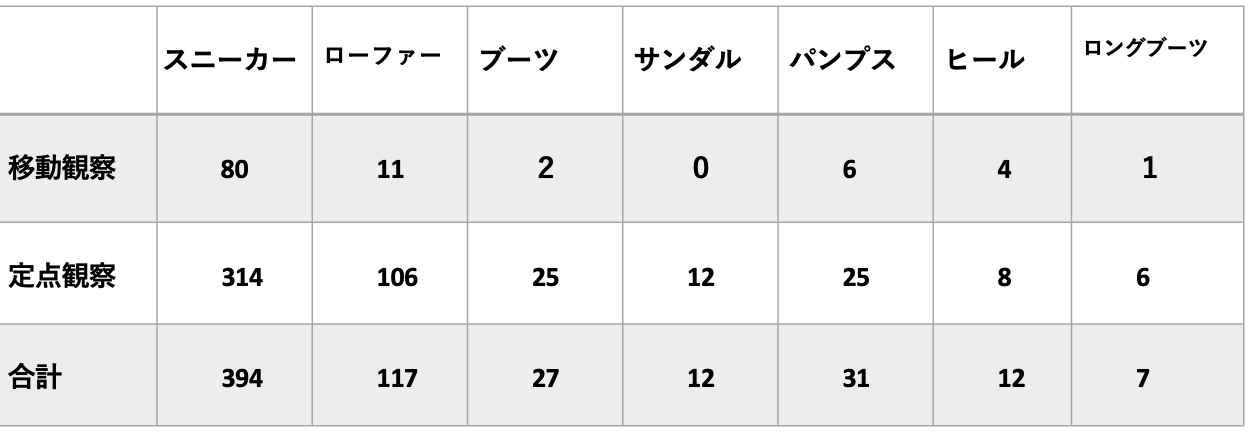 スニーカー ローファー ブーツ サンダル パンプス ヒール ロングブーツ
移動観察 80 11 2 0 6 4 1
定点観察 314 106 25 12 25 8 6
合計 394 117 27 12 31 12 7